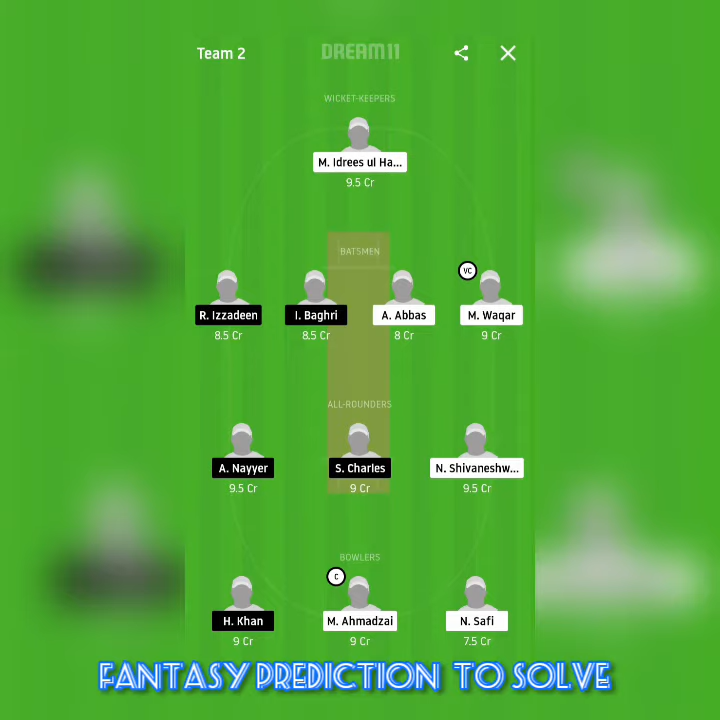 Team 2
DREAM11
WICKET-KEEPERS
M. Idrees ul Ha...
9.5 Cr
BATSMEN
VC
R. Izzadeen
I. Baghri
A. Abbas
M. Waqar
8.5 Cr
8.5 Cr
8 Cr
9 Cr
ALL-ROUNDERS
A. Nayyer
S. Charles
N. Shivaneshw...
9.5 Cr
9 Cr
9.5 Cr
BOWLERS
C
H. Khan
M. Ahmadzai
N. Safi
9 Cr
9 Cr
7.5 Cr
FANTASY PREDICTION TO SOLVE